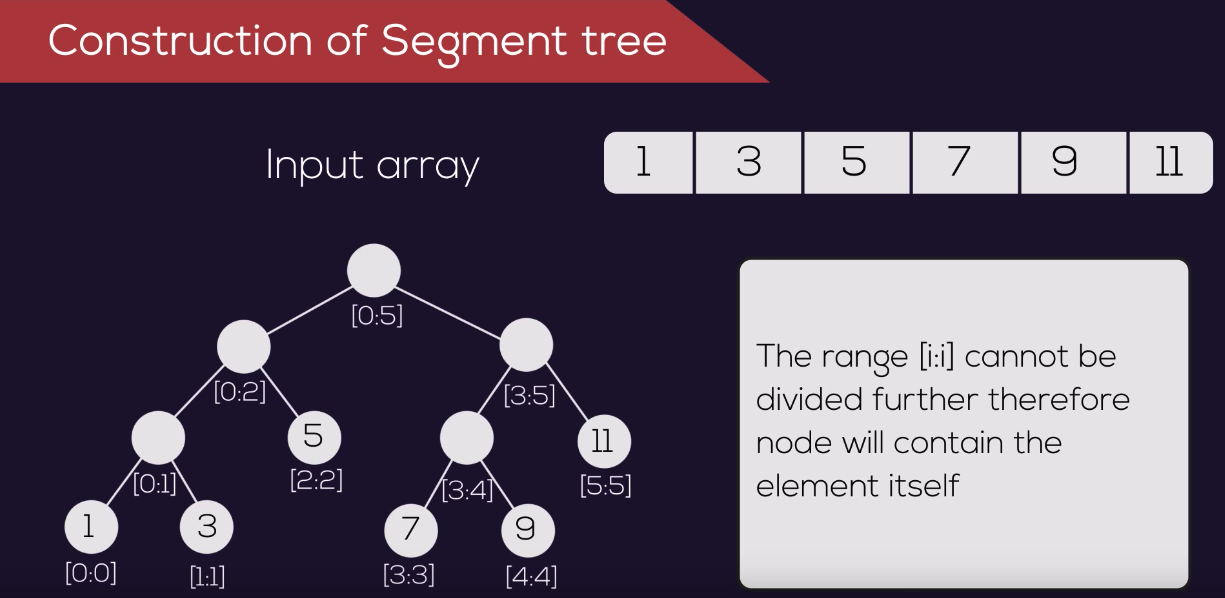 Construction of Segment tree
Input array
1 3 5 7 9 11
[0:5]
[0:2]
[3:5]
5
11
[0:1]
[2:2]
[3:4]
[5:5]
1
3
7
9
[0:0]
[1:1]
[3:3]
[4:4]
The range [i:i] cannot be
divided further therefore
node will contain the
element itself